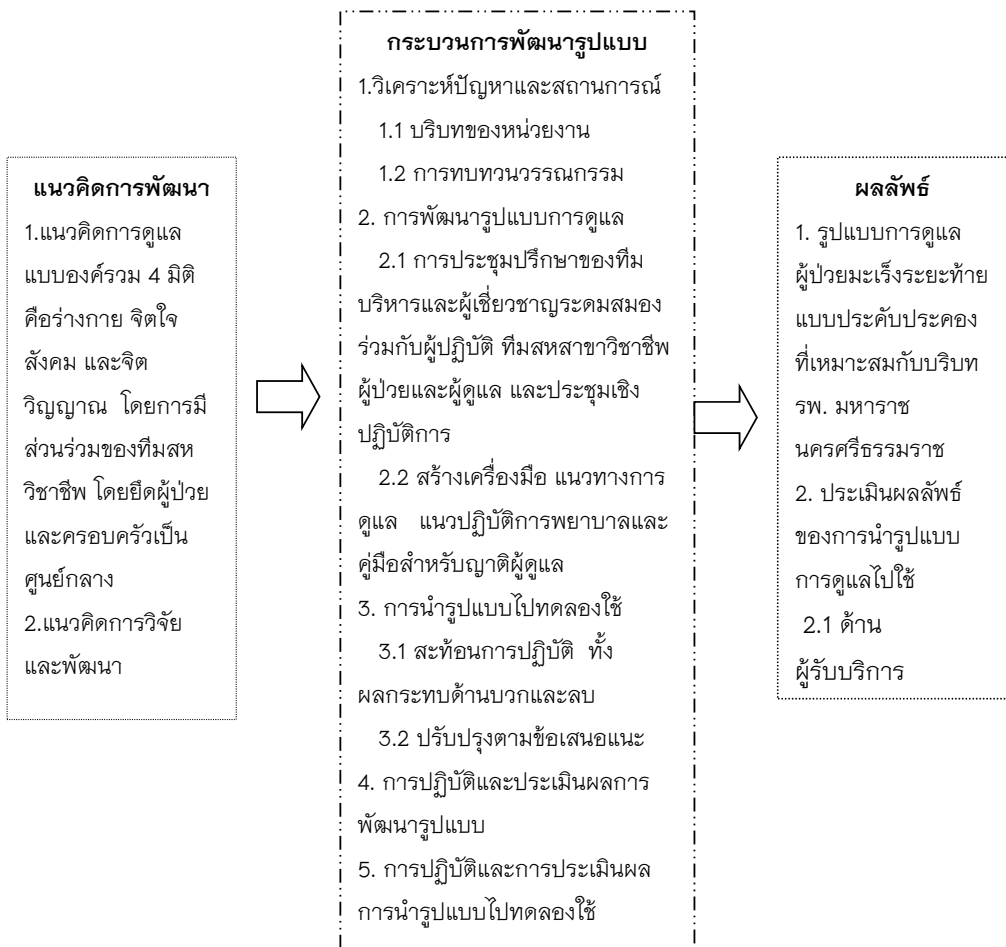 แนวคิดการพัฒนา
1.แนวคิดการดูแล
แบบองค์รวม 4 มิติ
คือร่างกาย จิตใจ
สังคม และจิต
วิญญาณ  โดยการมี
ส่วนร่วมของทีมสห
วิชาชีพ โดยยึดผู้ป่วย
และครอบครัวเป็น
ศูนย์กลาง
2.แนวคิดการวิจัย
และพัฒนา
กระบวนการพัฒนารูปแบบ
1.วิเคราะห์ปัญหาและสถานการณ์
1.1 บริบทของหน่วยงาน
1.2 การทบทวนวรรณกรรม
2. การพัฒนารูปแบบการดูแล
2.1 การประชุมปรึกษาของทีม
บริหารและผู้เชี่ยวชาญระดมสมอง
ร่วมกับผู้ปฏิบัติ ทีมสหสาขาวิชาชีพ
ผู้ป่วยและผู้ดูแล และประชุมเชิง
ปฏิบัติการ
2.2 สร้างเครื่องมือ แนวทางการ
ดูแล  แนวปฏิบัติการพยาบาลและ
คู่มือสำหรับญาติผู้ดูแล
3. การนำรูปแบบไปทดลองใช้
3.1 สะท้อนการปฏิบัติ  ทั้ง
ผลกระทบด้านบวกและลบ
3.2 ปรับปรุงตามข้อเสนอแนะ
4. การปฏิบัติและประเมินผลการ
พัฒนารูปแบบ
5. การปฏิบัติและการประเมินผล
การนำรูปแบบไปทดลองใช้
ผลลัพธ์
1. รูปแบบการดูแล
ผู้ป่วยมะเร็งระยะท้าย
แบบประคับประคอง
ที่เหมาะสมกับบริบท
รพ. มหาราช
นครศรีธรรมราช
2. ประเมินผลลัพธ์
ของการนำรูปแบบ
การดูแลไปใช้
2.1 ด้าน
ผู้รับบริการ